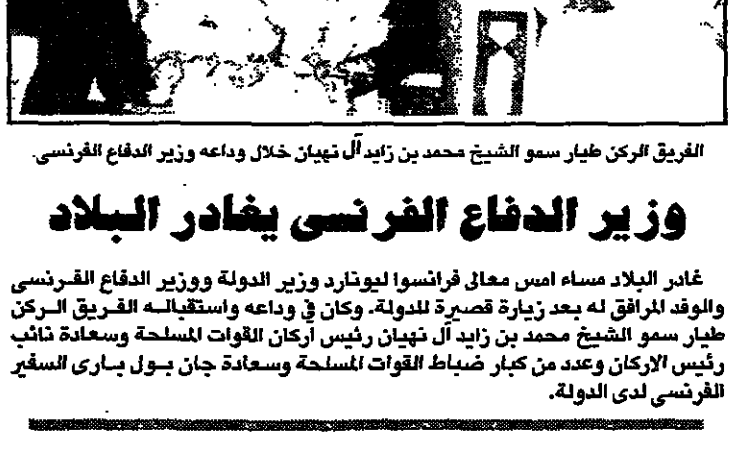 الفريق الركن طيار سمو الشيخ محمد بن زايد آل نهيان خلال وداعه وزير الدفاع الفرنسي.
وزير الدفاع الفرنسي يغادر البلاد
غادر البلاد مساء امس معالي فرانسوا ليوتارد وزير الدولة ووزير الدفاع الفرنسي
والوفد المرافق له بعد زيارة قصيرة للدولة. وكان في وداعه واستقباله الفريق الركن
طيار سمو الشيخ محمد بن زايد آل نهيان رئيس أركان القوات المسلحة وسعادة نائب
رئيس الاركان وعدد من كبار ضباط القوات المسلحة وسعادة جان بول باري السفير
الفرنسي لدى الدولة.